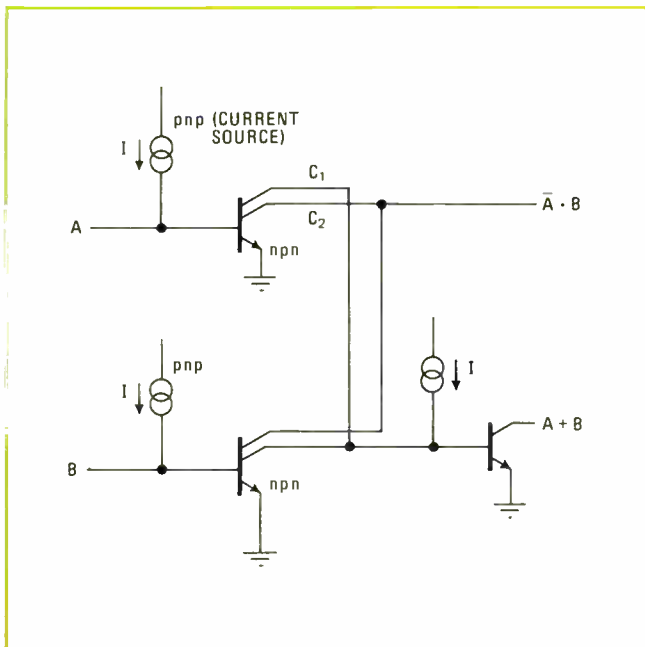 pnp (CURRENT
SOURCE)
I
C₁
Ā · B
A
C₂
npn
pnp
I
I
A + B
B
npn